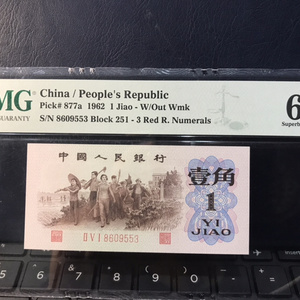 MG
GUARANTY
China / People's Republic
Pick# 877a 1962 1 Jiao - W/Out Wmk
S/N 8609553 Block 251 - 3 Red R. Numerals
6
Superb
中国人民银行
壹角
1
YI
JIAO
8609553